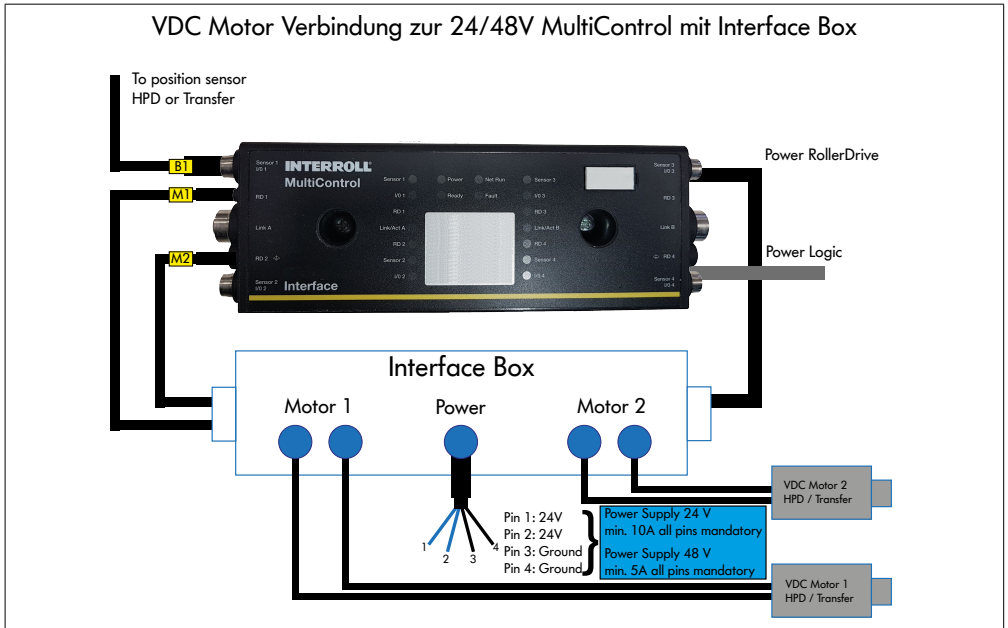 VDC Motor Verbindung zur 24/48V MultiControl mit Interface Box
To position sensor
HPD or Transfer
B1
M1
M2
Sensor 1
I/O 1
RD 1
Link A
RD 2
Sensor 2
I/O 2
INTERROLL
MultiControl
Interface
Sensor 1
I/O 1
RD 1
Link/Act A
RD 2
Sensor 2
I/O 2
Power
Ready
Net Run
Fault
Sensor 3
I/O 3
RD 3
Link/Act B
RD 4
Sensor 4
I/O 4
Sensor 3
I/O 3
RD 3
Link B
RD 4
Sensor 4
I/O 4
Power RollerDrive
Power Logic
Interface Box
Motor 1
Power
Motor 2
1
2
3
4
Pin 1: 24V
Pin 2: 24V
Pin 3: Ground
Pin 4: Ground
Power Supply 24 V
min. 10A all pins mandatory
Power Supply 48 V
min. 5A all pins mandatory
VDC Motor 2
HPD / Transfer
VDC Motor 1
HPD / Transfer